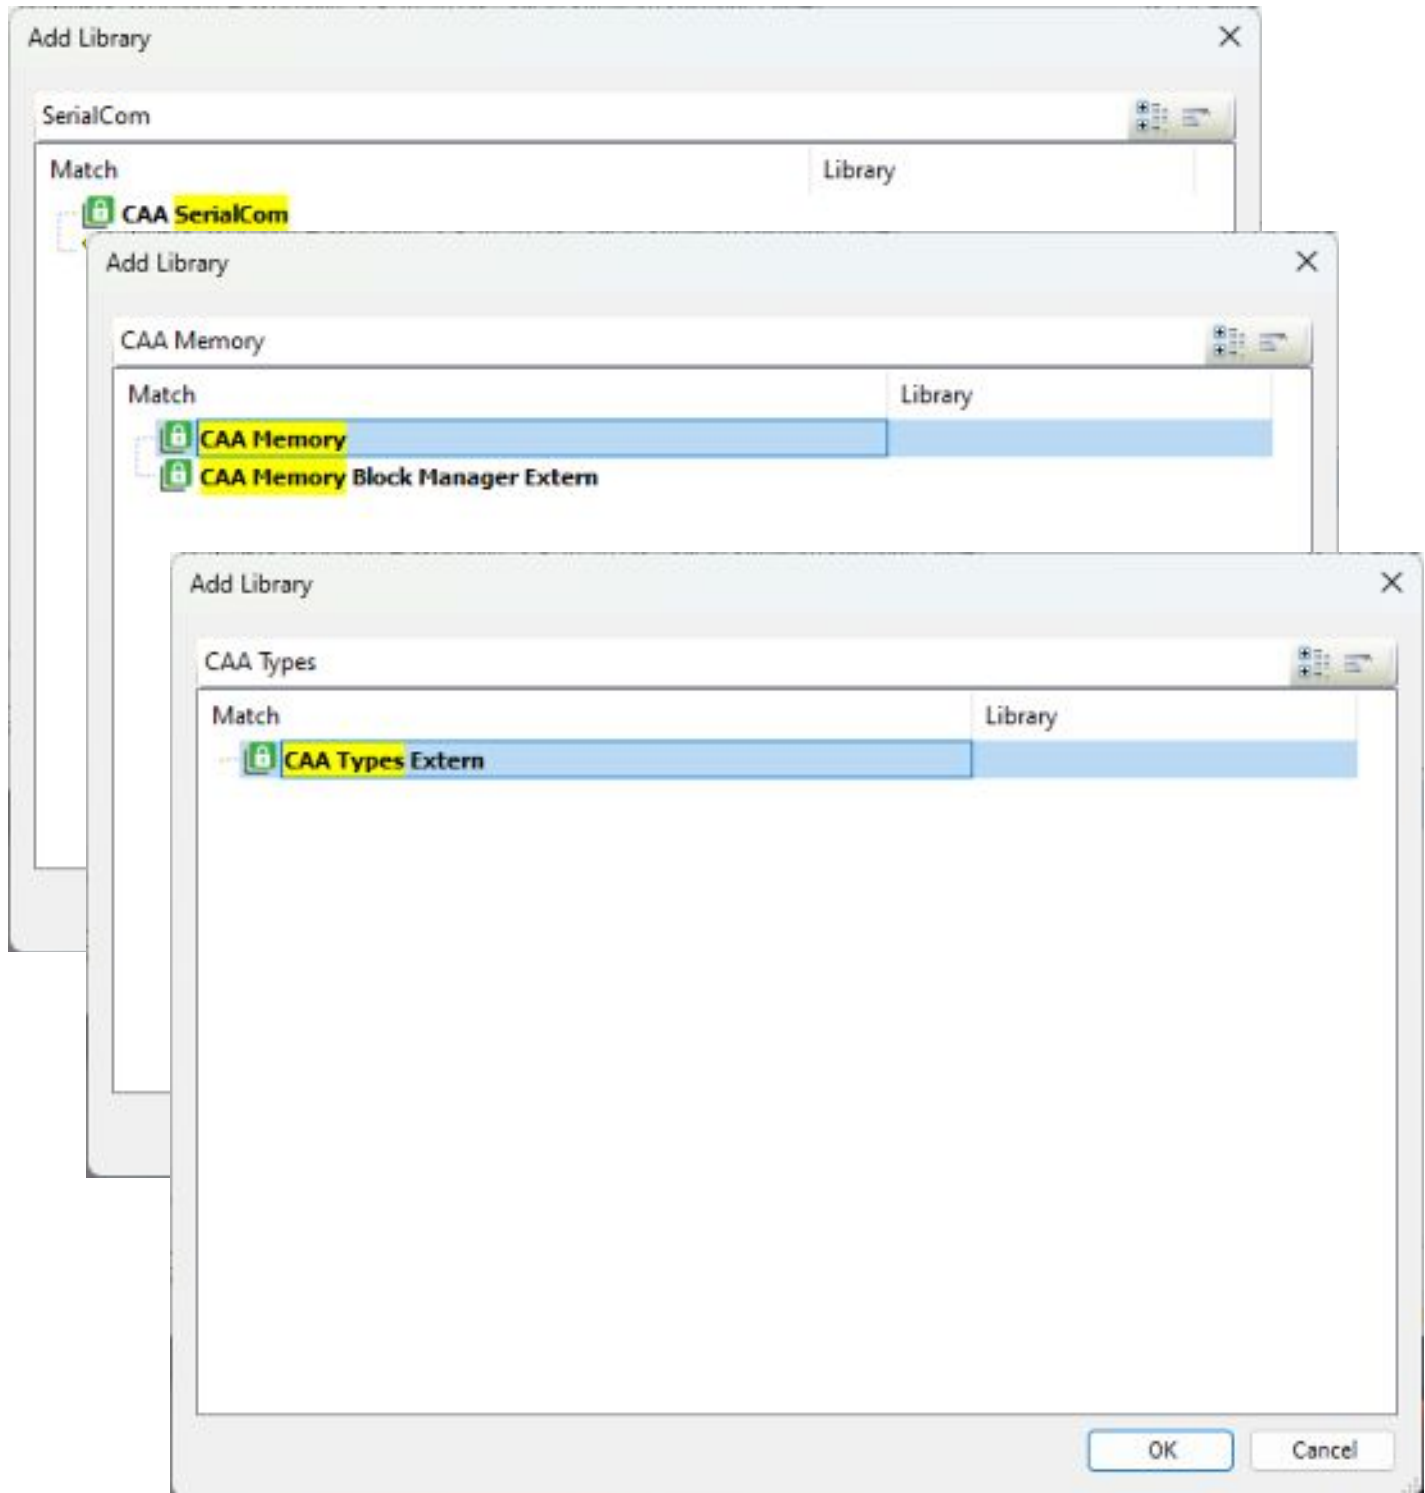 Add Library
SerialCom
Match Library
CAA SerialCom
Add Library
CAA Memory
Match Library
CAA Memory
CAA Memory Block Manager Extern
Add Library
CAA Types
Match Library
CAA Types Extern
OK Cancel